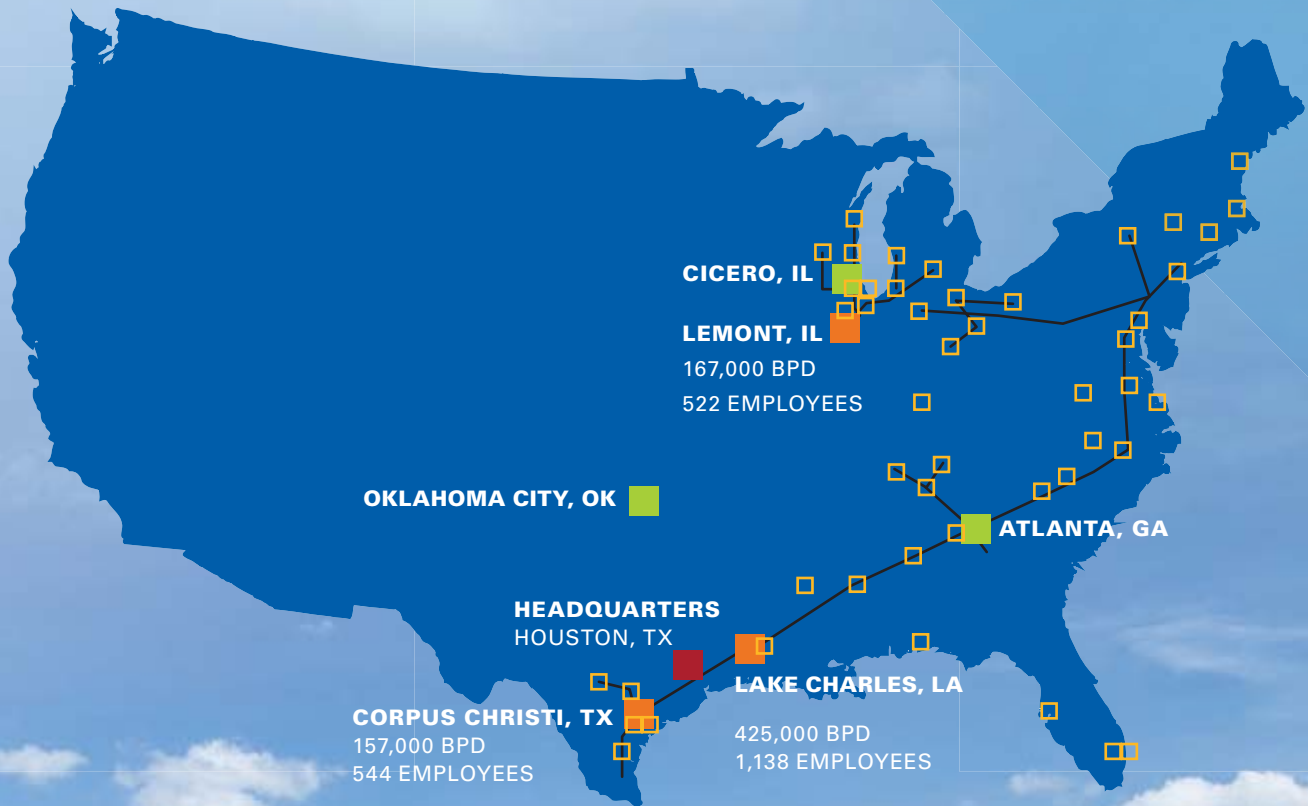 CICERO, IL
LEMONT, IL
167,000 BPD
522 EMPLOYEES
OKLAHOMA CITY, OK
ATLANTA, GA
HEADQUARTERS
HOUSTON, TX
LAKE CHARLES, LA
425,000 BPD
1,138 EMPLOYEES
CORPUS CHRISTI, TX
157,000 BPD
544 EMPLOYEES